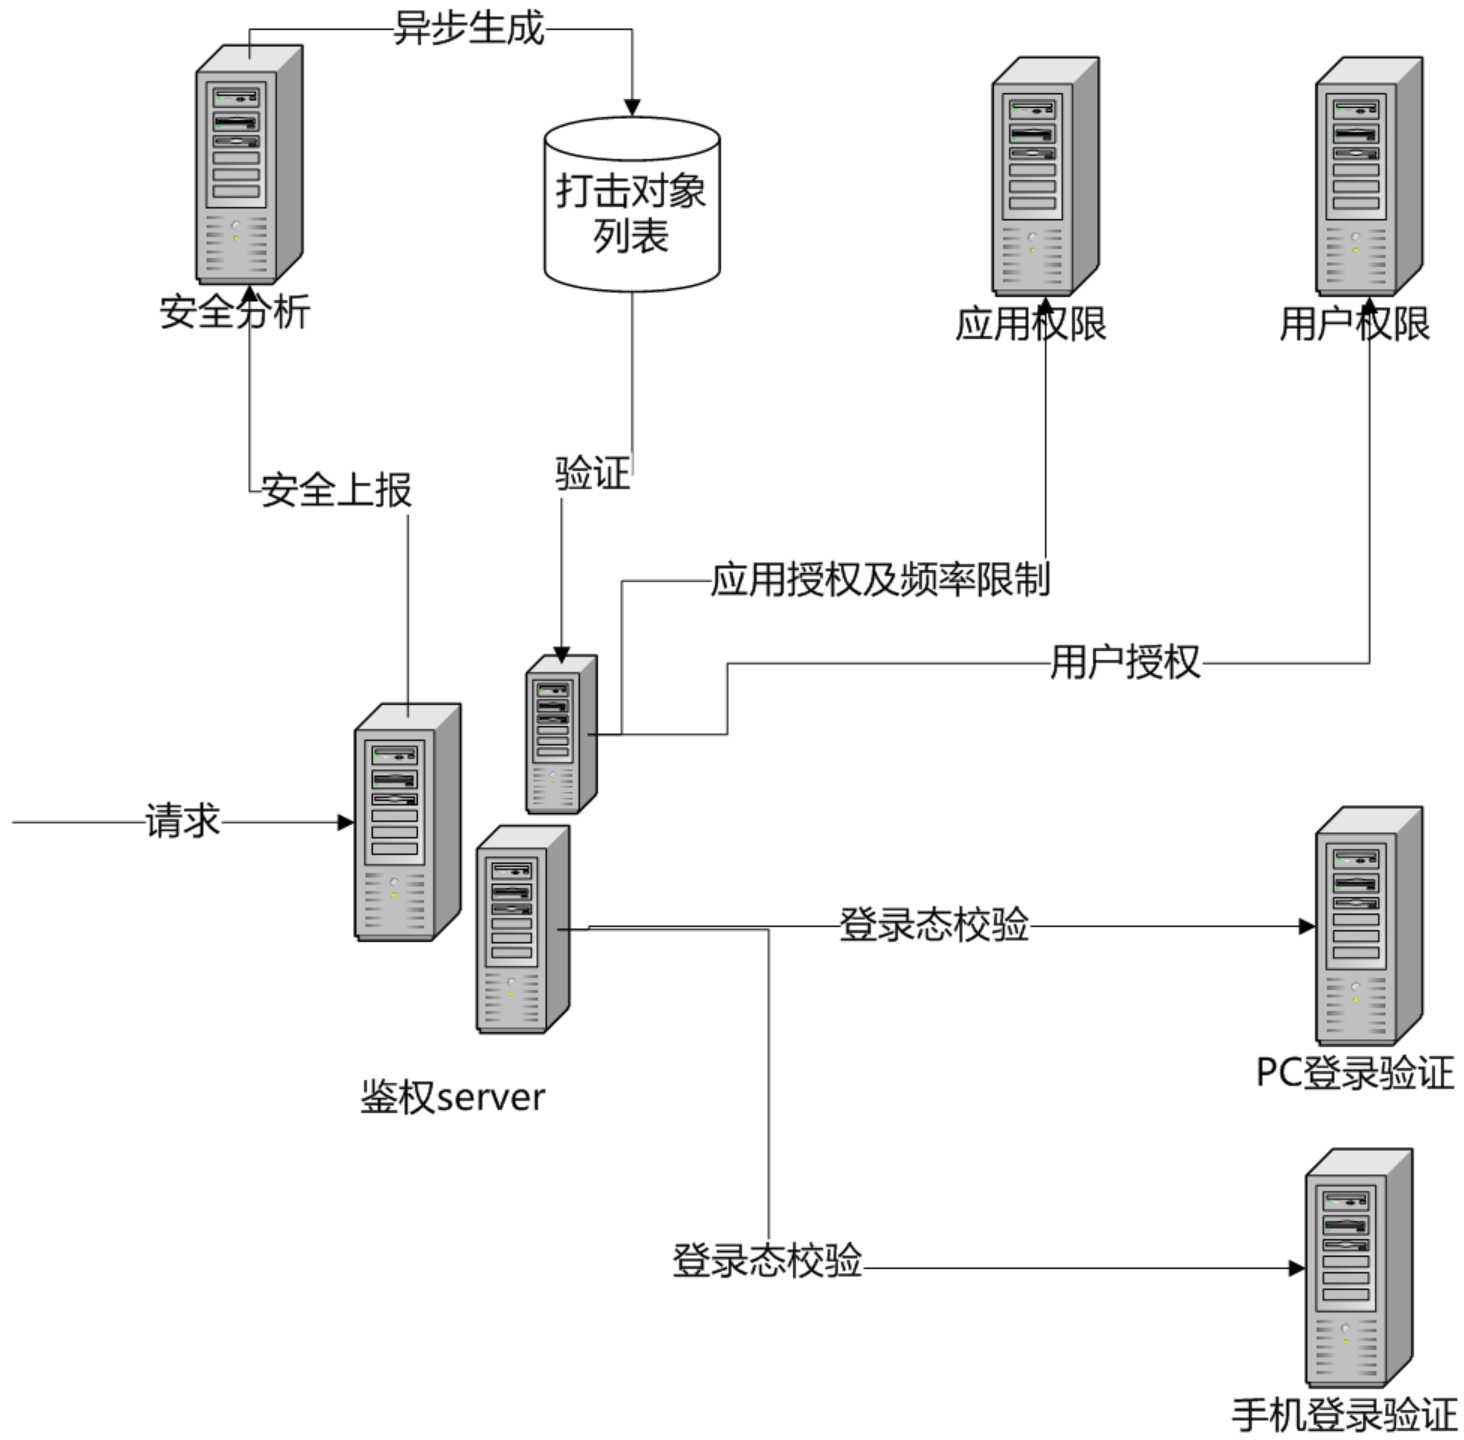 异步生成
打击对象
列表
安全分析
应用权限
用户权限
验证
安全上报
应用授权及频率限制
用户授权
请求
登录态校验
PC登录验证
鉴权server
登录态校验
手机登录验证